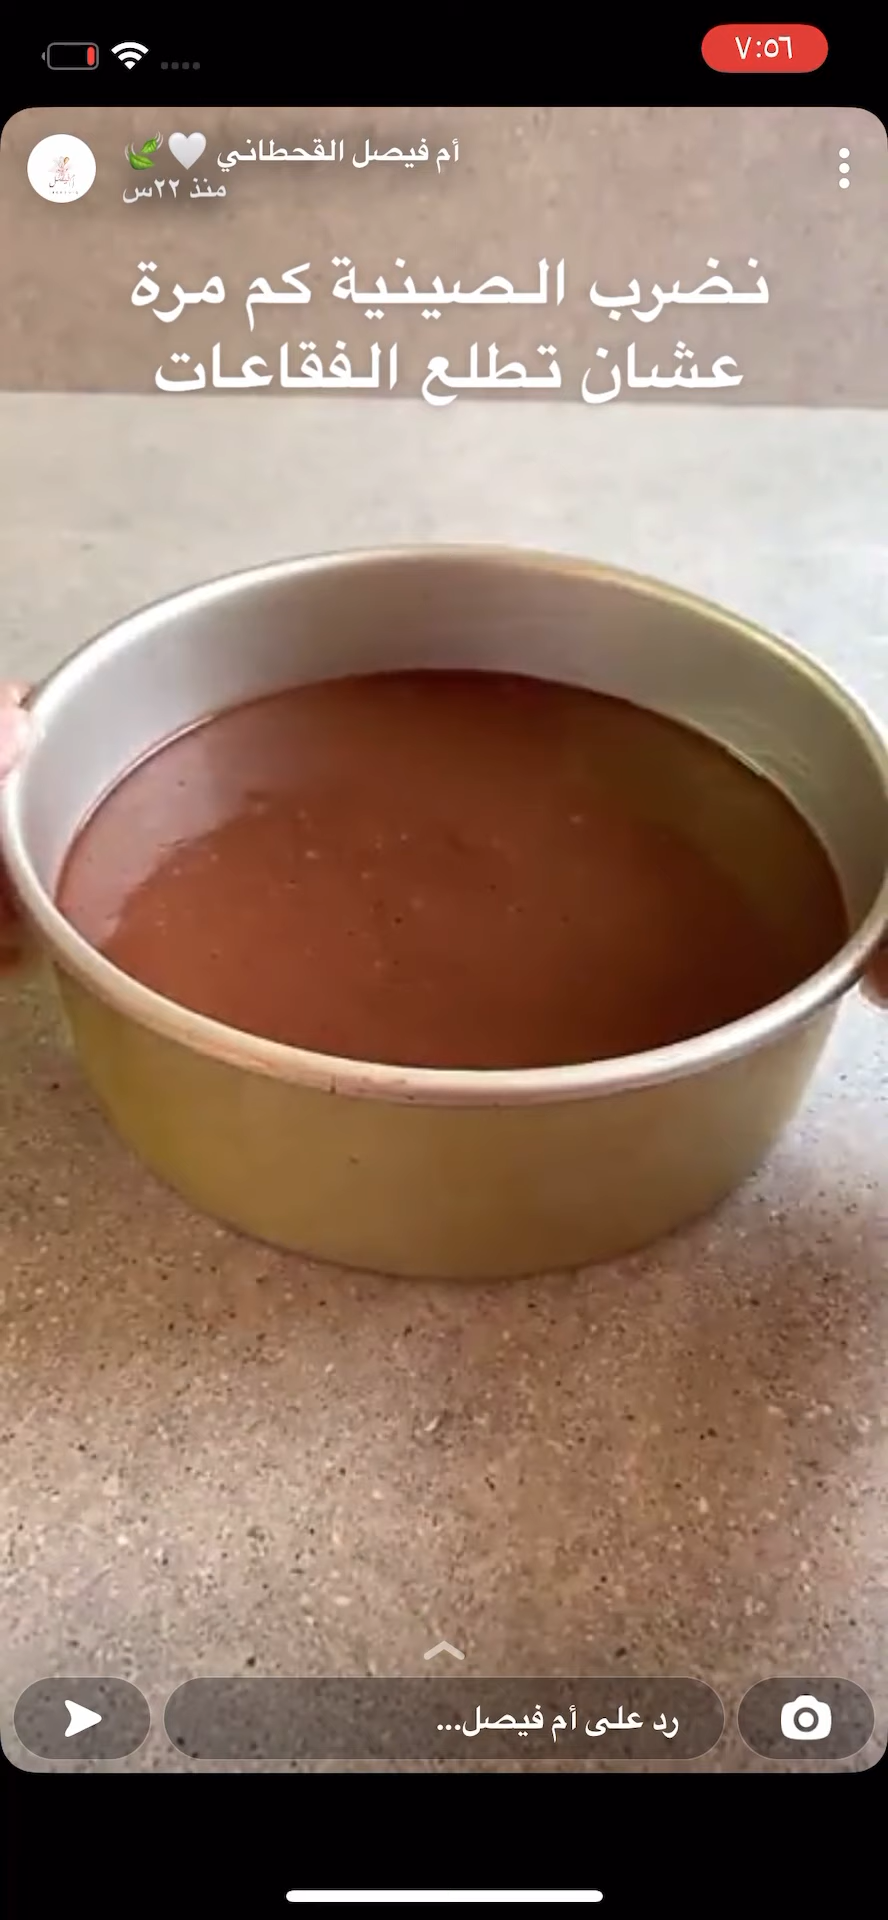 ٧:٥٦
أم فيصل القحطاني 🤍🍃
منذ ٢٢س
نضرب الصينية كم مرة
عشان تطلع الفقاعات
رد على أم فيصل...